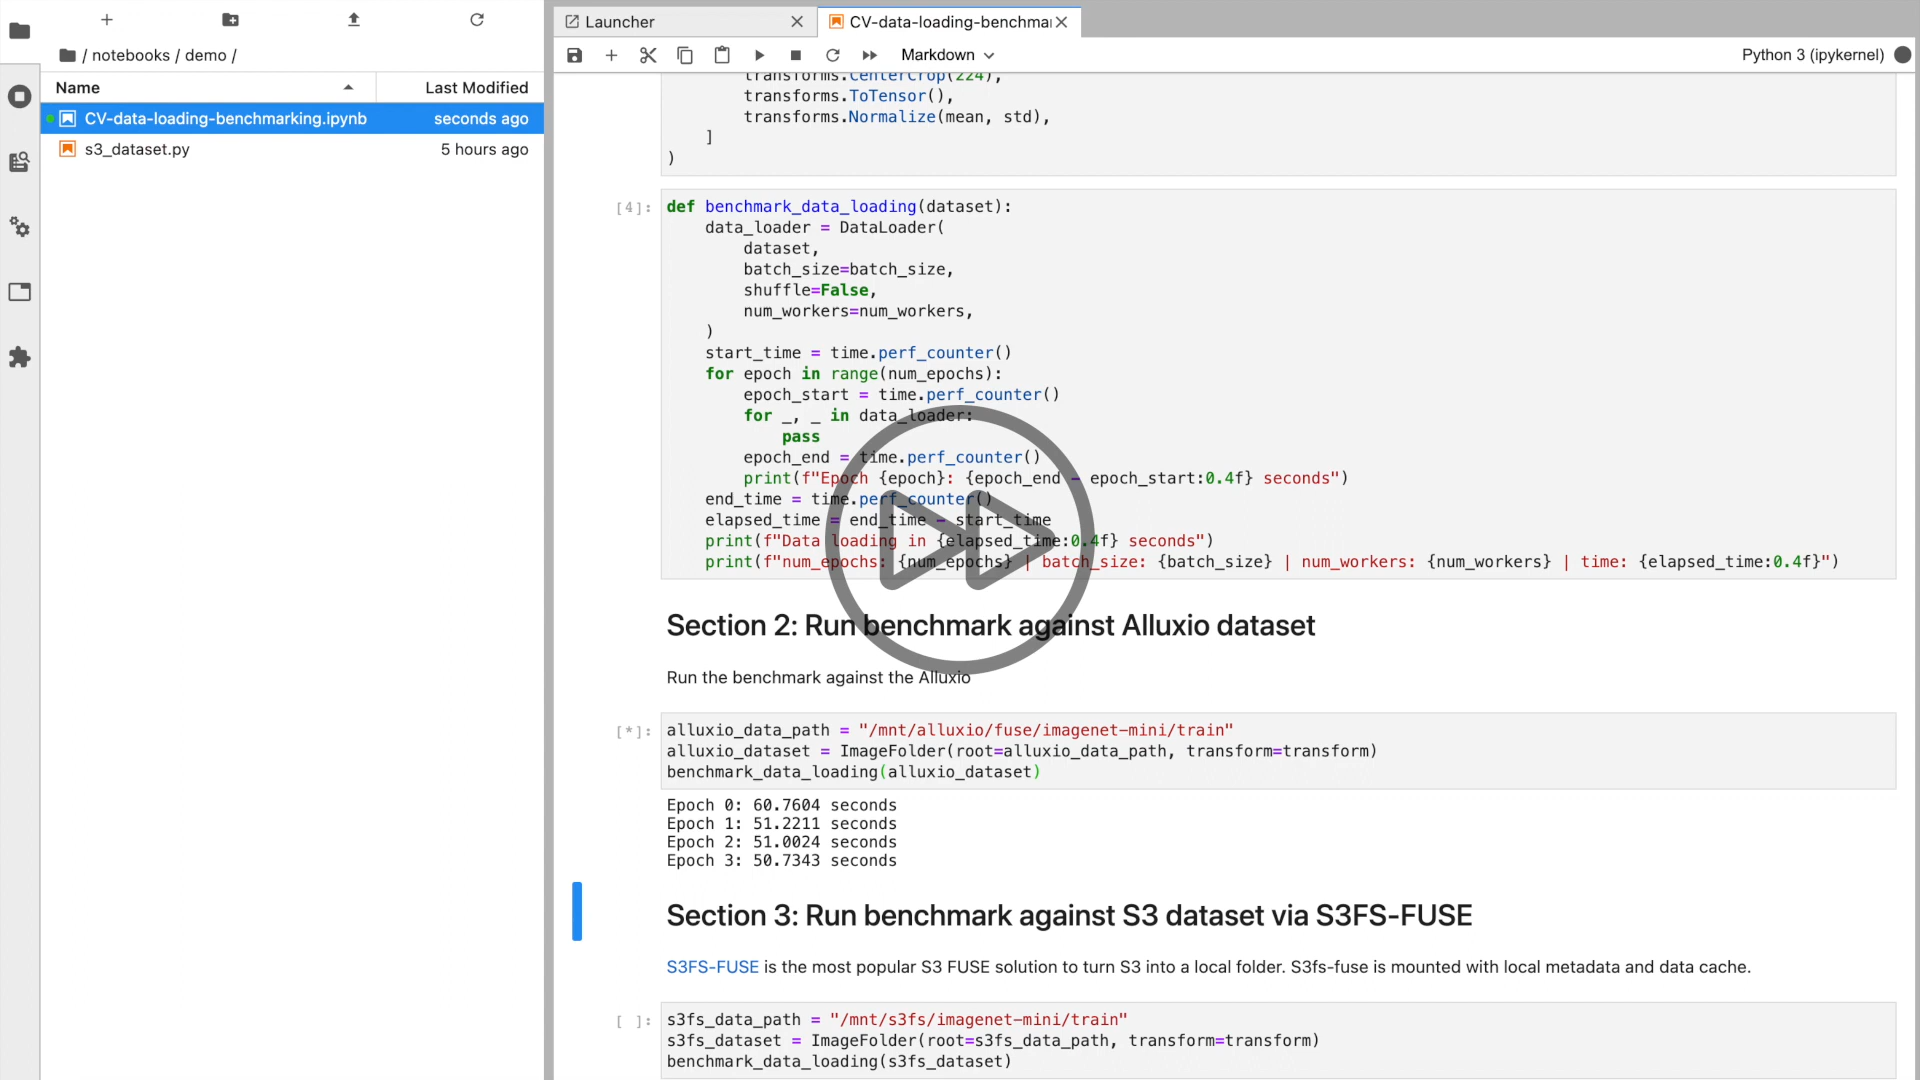 / notebooks / demo /
Name Last Modified
CV-data-loading-benchmarking.ipynb seconds ago
s3_dataset.py 5 hours ago
Launcher
CV-data-loading-benchma
Markdown
Python 3 (ipykernel)
transforms.CenterCrop(224),
transforms.ToTensor(),
transforms.Normalize(mean, std),
]
)
[4]:
def benchmark_data_loading(dataset):
data_loader = DataLoader(
dataset,
batch_size=batch_size,
shuffle=False,
num_workers=num_workers,
)
start_time = time.perf_counter()
for epoch in range(num_epochs):
epoch_start = time.perf_counter()
for _, _ in data_loader:
pass
epoch_end = time.perf_counter()
print(f"Epoch {epoch}: {epoch_end - epoch_start:0.4f} seconds")
end_time = time.perf_counter()
elapsed_time = end_time - start_time
print(f"Data loading in {elapsed_time:0.4f} seconds")
print(f"num_epochs: {num_epochs} | batch_size: {batch_size} | num_workers: {num_workers} | time: {elapsed_time:0.4f}")
Section 2: Run benchmark against Alluxio dataset
Run the benchmark against the Alluxio
[*]:
alluxio_data_path = "/mnt/alluxio/fuse/imagenet-mini/train"
alluxio_dataset = ImageFolder(root=alluxio_data_path, transform=transform)
benchmark_data_loading(alluxio_dataset)
Epoch 0: 60.7604 seconds
Epoch 1: 51.2211 seconds
Epoch 2: 51.0024 seconds
Epoch 3: 50.7343 seconds
Section 3: Run benchmark against S3 dataset via S3FS-FUSE
S3FS-FUSE is the most popular S3 FUSE solution to turn S3 into a local folder. S3fs-fuse is mounted with local metadata and data cache.
[ ]:
s3fs_data_path = "/mnt/s3fs/imagenet-mini/train"
s3fs_dataset = ImageFolder(root=s3fs_data_path, transform=transform)
benchmark_data_loading(s3fs_dataset)